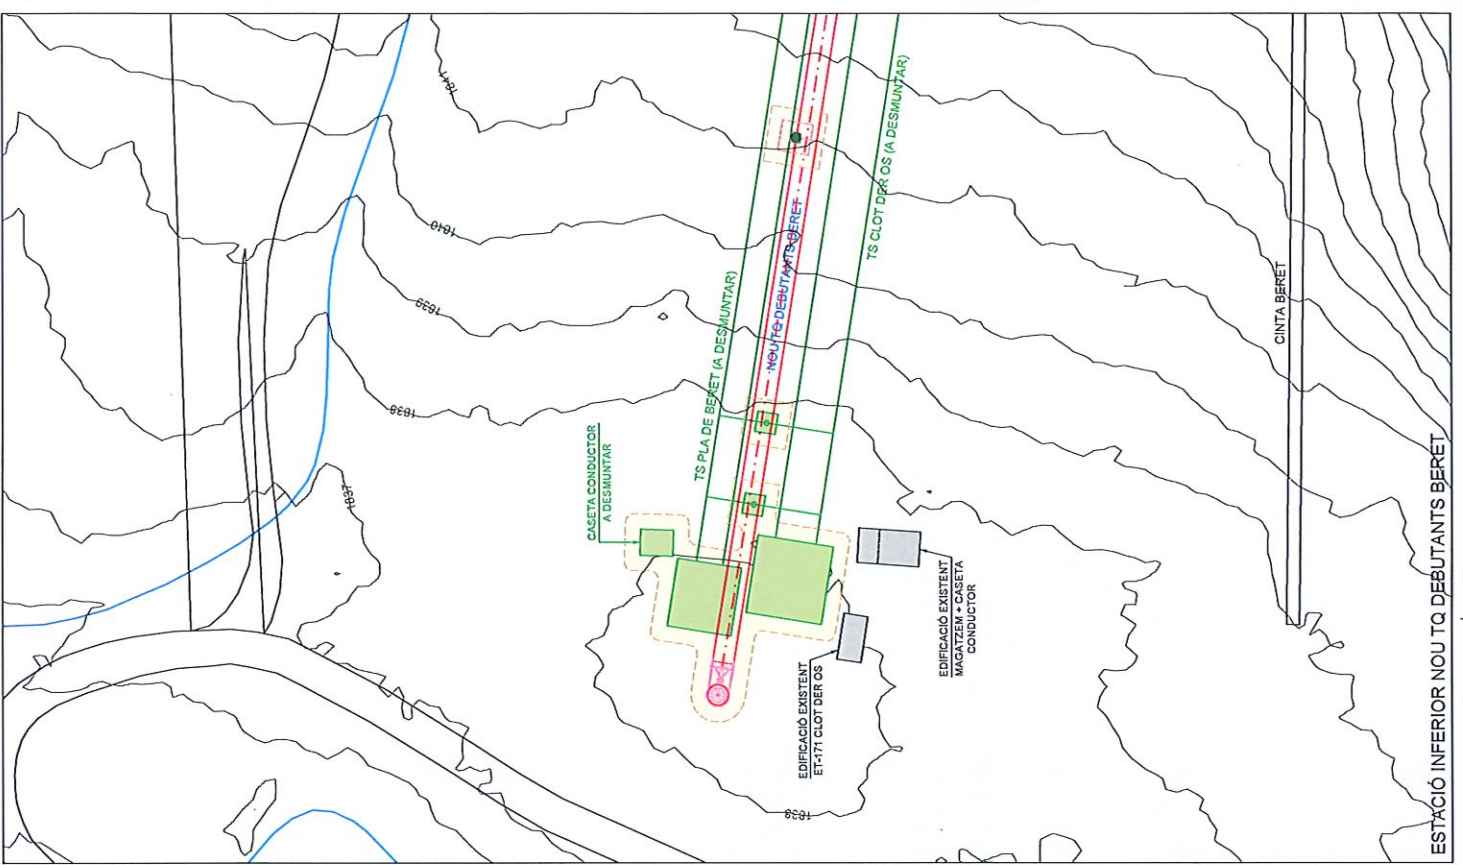 1841
TS CLOT DER OS (A DESMUNTAR)
1840
NOU TQ DEBUTANTS BERET
1839
TS PLA DE BERET (A DESMUNTAR)
CINTA BERET
1838
CASETA CONDUCTOR
A DESMUNTAR
1837
EDIFICACIÓ EXISTENT
MAGATZEM + CASETA
CONDUCTOR
EDIFICACIÓ EXISTENT
ET-171 CLOT DER OS
ESTACIÓ INFERIOR NOU TQ DEBUTANTS BERET